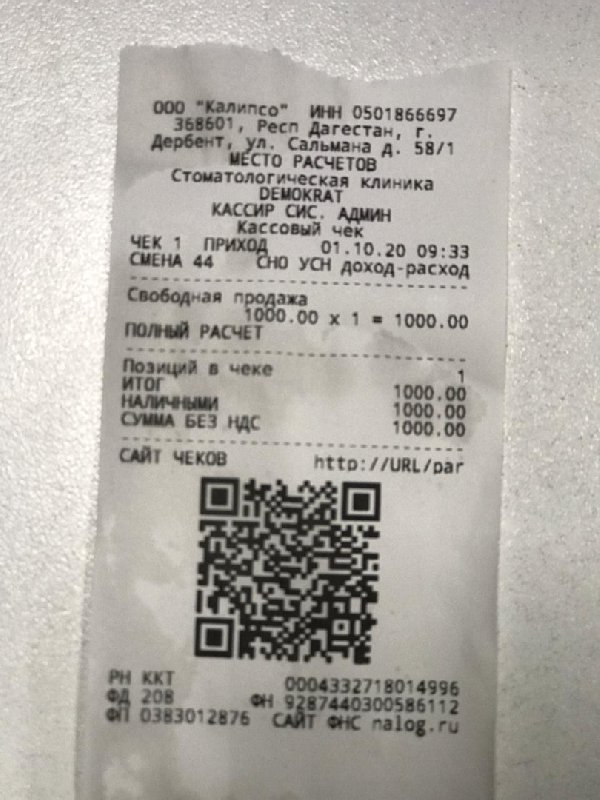 ООО "Калипсо" ИНН 0501866697
368601, Респ Дагестан, г.
Дербент, ул. Сальмана д. 58/1
МЕСТО РАСЧЕТОВ
Стоматологическая клиника
DEMOKRAT
КАССИР СИС. АДМИН
Кассовый чек
ЧЕК 1 ПРИХОД 01.10.20 09:33
СМЕНА 44 СНО УСН доход-расход
Свободная продажа
1000.00 x 1 = 1000.00
ПОЛНЫЙ РАСЧЕТ
Позиций в чеке 1
ИТОГ 1000.00
НАЛИЧНЫМИ 1000.00
СУММА БЕЗ НДС 1000.00
САЙТ ЧЕКОВ http://URL/par
РН ККТ 0004332718014996
ФД 208 ФН 9287440300586112
ФП 0383012876 САЙТ ФНС nalog.ru